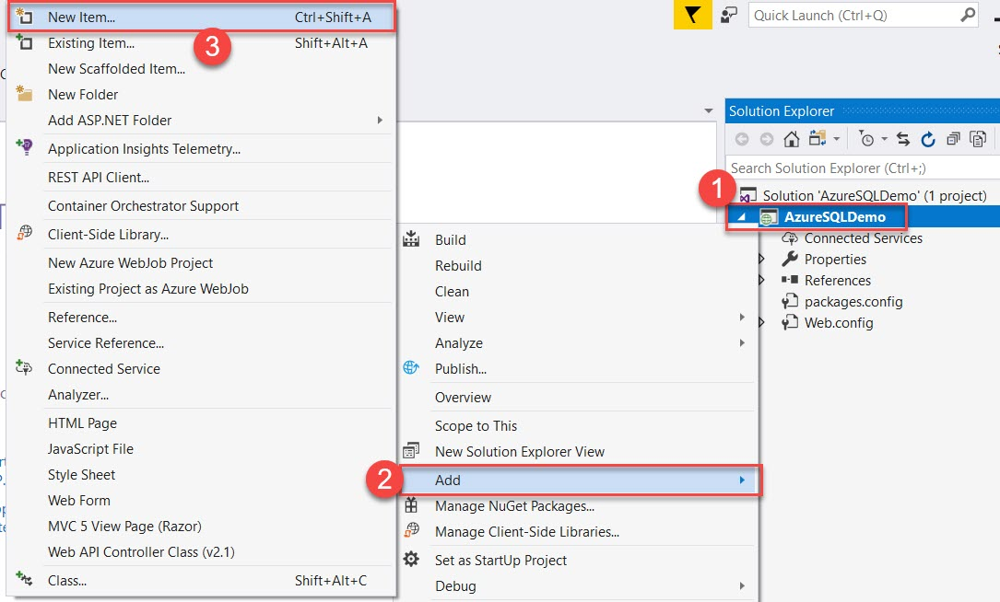 New Item... Ctrl+Shift+A
3
Existing Item... Shift+Alt+A
New Scaffolded Item...
New Folder
Add ASP.NET Folder
Application Insights Telemetry...
REST API Client...
Container Orchestrator Support
Client-Side Library...
New Azure WebJob Project
Existing Project as Azure WebJob
Reference...
Service Reference...
Connected Service
Analyzer...
HTML Page
JavaScript File
Style Sheet
Web Form
MVC 5 View Page (Razor)
Web API Controller Class (v2.1)
Class... Shift+Alt+C
Build
Rebuild
Clean
View
Analyze
Publish...
Overview
Scope to This
New Solution Explorer View
2
Add
Manage NuGet Packages...
Manage Client-Side Libraries...
Set as StartUp Project
Debug
Quick Launch (Ctrl+Q)
Solution Explorer
Search Solution Explorer (Ctrl+;)
1
Solution 'AzureSQLDemo' (1 project)
AzureSQLDemo
Connected Services
Properties
References
packages.config
Web.config